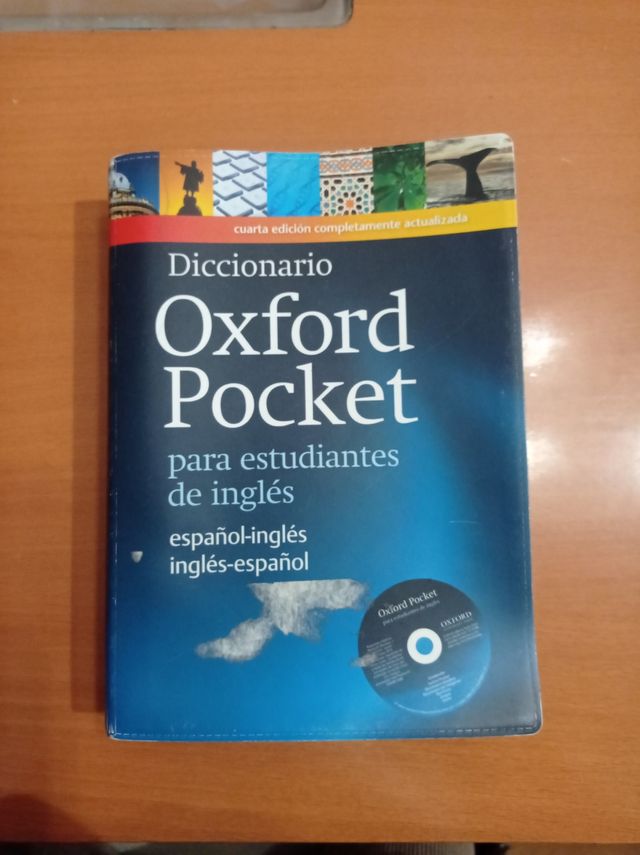 cuarta edición completamente actualizada
Diccionario
Oxford
Pocket
para estudiantes
de inglés
español-inglés
inglés-español
Oxford Pocket
para estudiantes de inglés
OXFORD